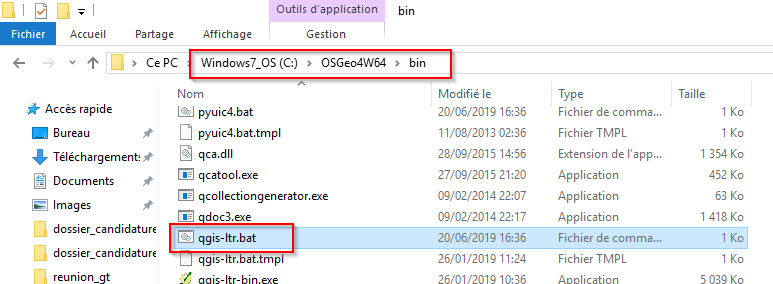 Outils d'application bin
Fichier Accueil Partage Affichage Gestion
Ce PC > Windows7_OS (C:) > OSGeo4W64 > bin
Nom Modifié le Type Taille
Accès rapide
Bureau
Téléchargements
Documents
Images
dossier_candidature
dossier_candidature
reunion_gt
pyuic4.bat 20/06/2019 16:36 Fichier de comma... 1 Ko
pyuic4.bat.tmpl 11/08/2013 02:36 Fichier TMPL 1 Ko
qca.dll 28/09/2015 14:56 Extension de l'app... 1 354 Ko
qcatool.exe 27/09/2015 21:20 Application 452 Ko
qcollectiongenerator.exe 09/02/2014 22:07 Application 63 Ko
qdoc3.exe 09/02/2014 22:17 Application 1 418 Ko
qgis-ltr.bat 20/06/2019 16:36 Fichier de comma... 1 Ko
qgis-ltr.bat.tmpl 26/01/2019 11:24 Fichier TMPL 1 Ko
qgis-ltr-bin.exe 26/01/2019 10:36 Application 5 039 Ko